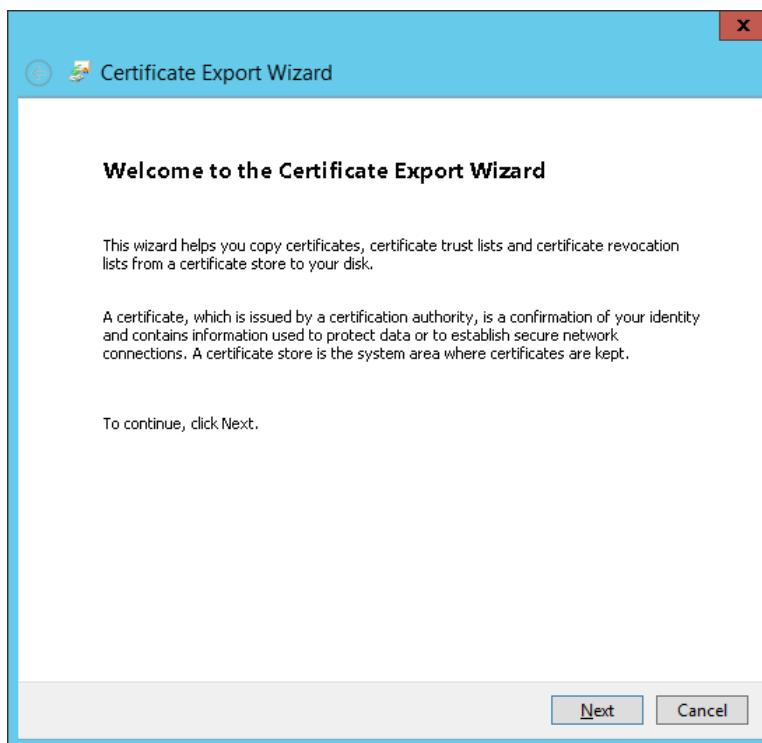 x
Certificate Export Wizard
Welcome to the Certificate Export Wizard
This wizard helps you copy certificates, certificate trust lists and certificate revocation
lists from a certificate store to your disk.
A certificate, which is issued by a certification authority, is a confirmation of your identity
and contains information used to protect data or to establish secure network
connections. A certificate store is the system area where certificates are kept.
To continue, click Next.
Next Cancel